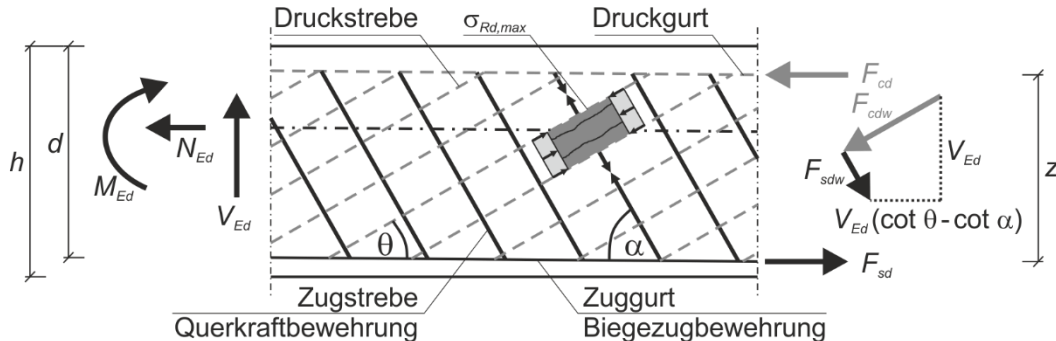 Druckstrebe
σRd,max
Druckgurt
h
d
MEd
NEd
VEd
θ
α
Fcd
Fcdw
Fsdw
VEd
VEd (cot θ - cot α)
z
Fsd
Zugstrebe
Querkraftbewehrung
Zuggurt
Biegezugbewehrung